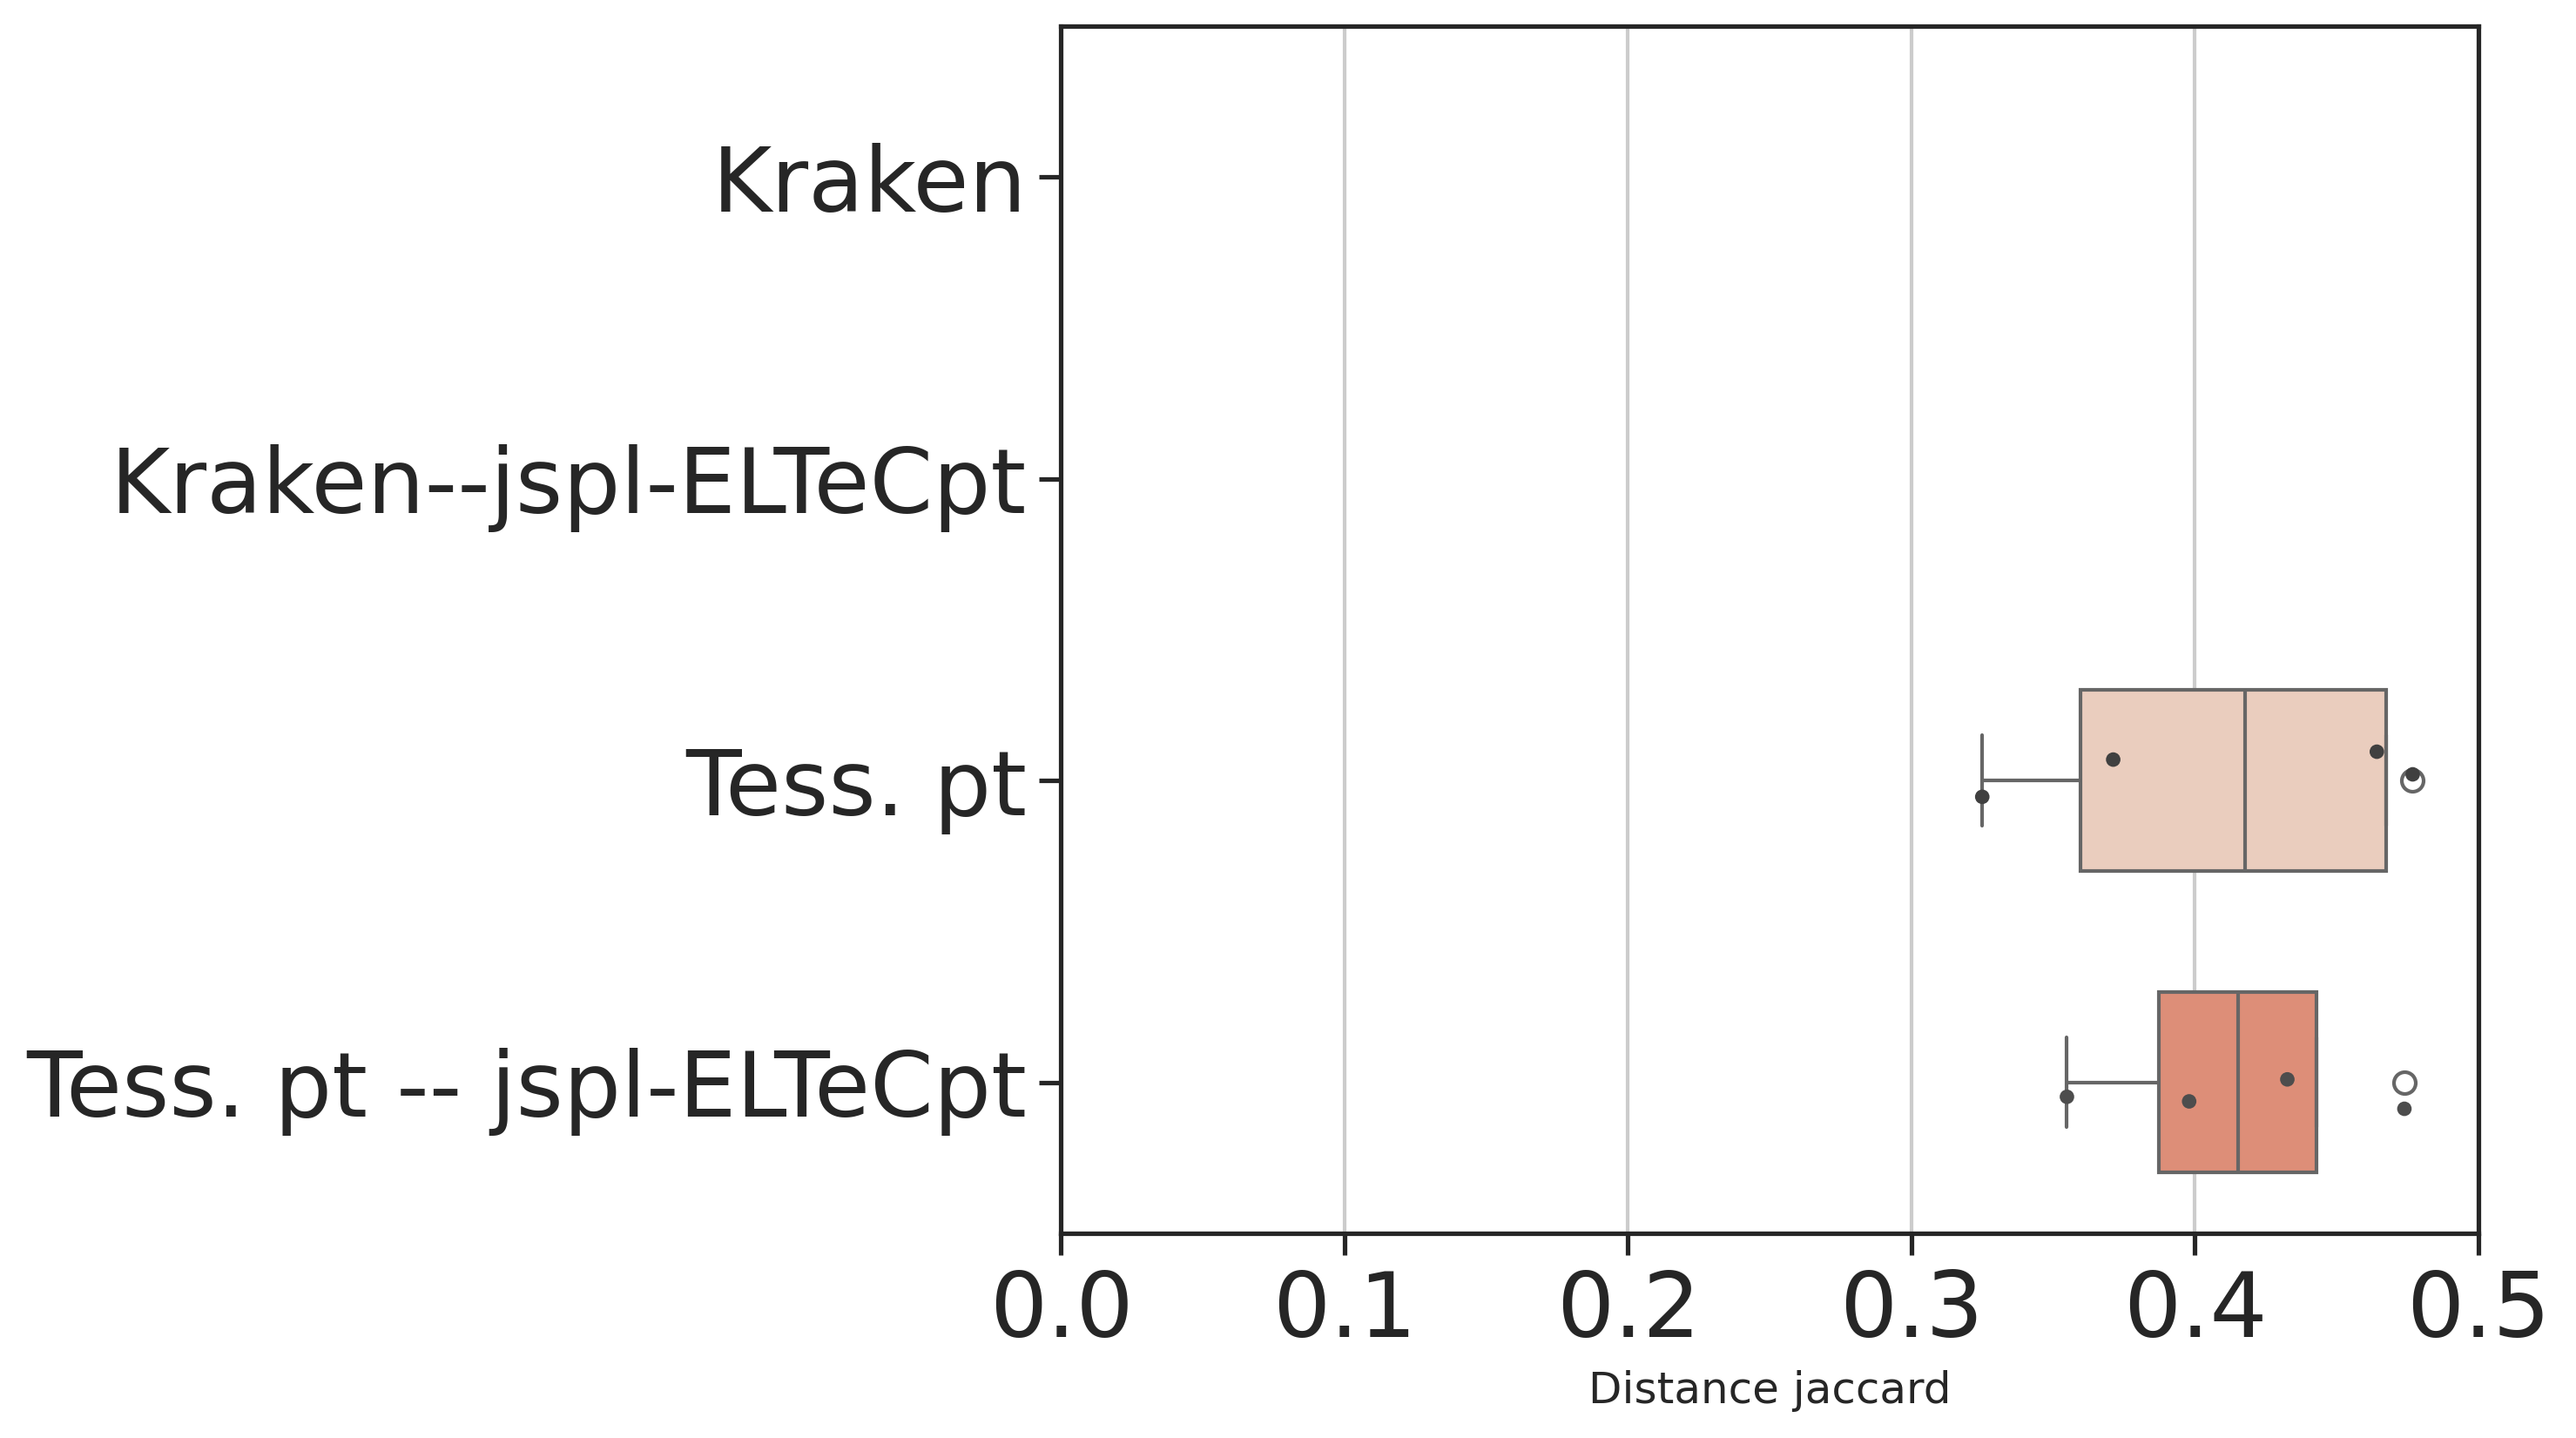 Kraken
Kraken--jspl-ELTeCpt
Tess. pt
Tess. pt -- jspl-ELTeCpt
0.0 0.1 0.2 0.3 0.4 0.5
Distance jaccard